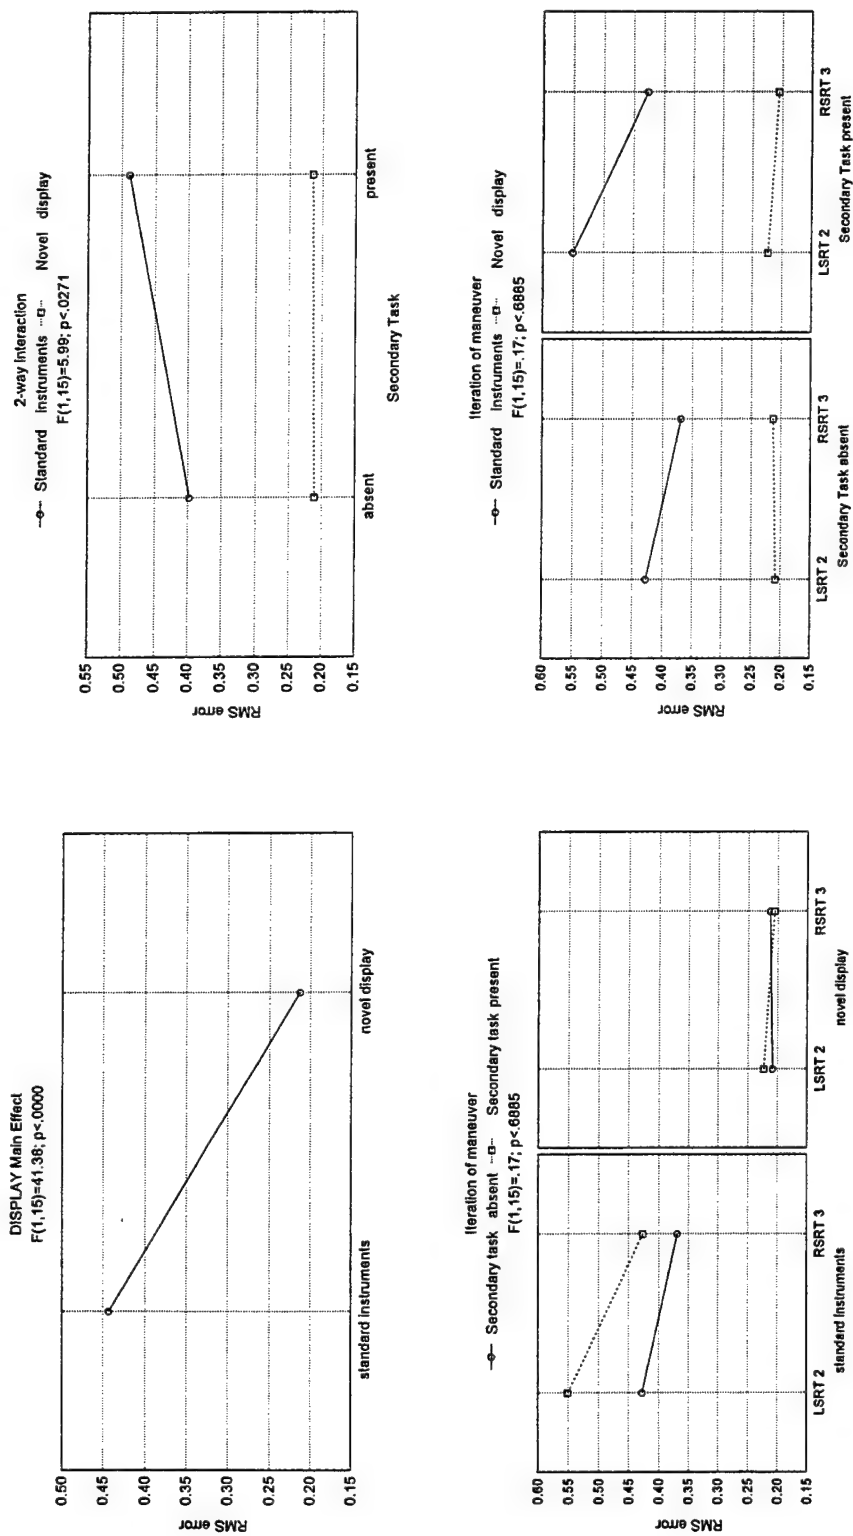 DISPLAY Main Effect
F(1,15)=41.38; p<.0000
RMS error
0.50
0.45
0.40
0.35
0.30
0.25
0.20
0.15
standard instruments novel display
2-way interaction
Standard Instruments Novel display
F(1,15)=5.99; p<.0271
RMS error
0.55
0.50
0.45
0.40
0.35
0.30
0.25
0.20
0.15
absent present
Secondary Task
Iteration of maneuver
Secondary task absent Secondary task present
F(1,15)=.17; p<.6885
RMS error
0.60
0.55
0.50
0.45
0.40
0.35
0.30
0.25
0.20
0.15
LSRT 2 RSRT 3 LSRT 2 RSRT 3
standard instruments novel display
Iteration of maneuver
Standard Instruments Novel display
F(1,15)=.17; p<.6885
RMS error
0.60
0.55
0.50
0.45
0.40
0.35
0.30
0.25
0.20
0.15
LSRT 2 RSRT 3 LSRT 2 RSRT 3
Secondary Task absent Secondary Task present